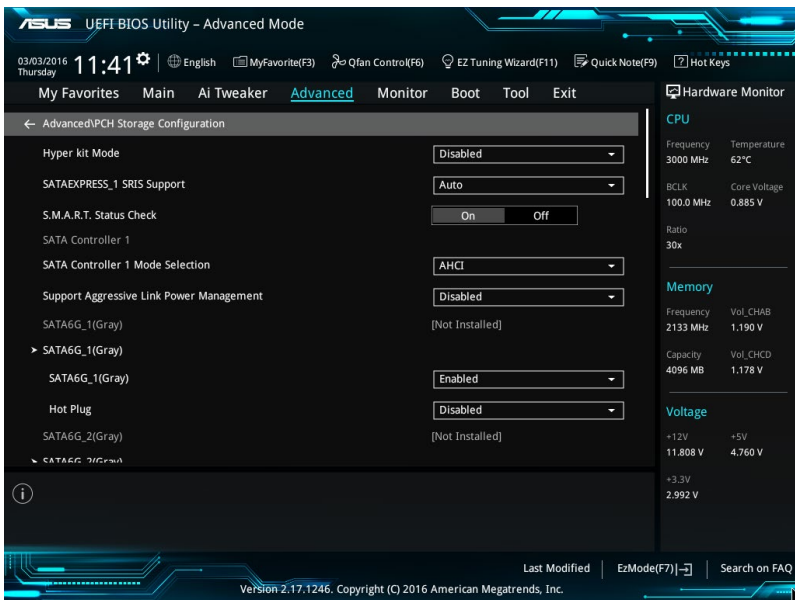 ASUS UEFI BIOS Utility – Advanced Mode
03/03/2016 Thursday 11:41 English MyFavorite(F3) Qfan Control(F6) EZ Tuning Wizard(F11) Quick Note(F9) Hot Keys
My Favorites Main Ai Tweaker Advanced Monitor Boot Tool Exit
Advanced\PCH Storage Configuration
Hyper kit Mode Disabled
SATAEXPRESS_1 SRIS Support Auto
S.M.A.R.T. Status Check On Off
SATA Controller 1
SATA Controller 1 Mode Selection AHCI
Support Aggressive Link Power Management Disabled
SATA6G_1(Gray) [Not Installed]
SATA6G_1(Gray)
SATA6G_1(Gray) Enabled
Hot Plug Disabled
SATA6G_2(Gray) [Not Installed]
SATA6G_2(Gray)
Hardware Monitor
CPU
Frequency Temperature
3000 MHz 62°C
BCLK Core Voltage
100.0 MHz 0.885 V
Ratio
30x
Memory
Frequency Vol_CHAB
2133 MHz 1.190 V
Capacity Vol_CHCD
4096 MB 1.178 V
Voltage
+12V +5V
11.808 V 4.760 V
+3.3V
2.992 V
Last Modified EzMode(F7) Search on FAQ
Version 2.17.1246. Copyright (C) 2016 American Megatrends, Inc.